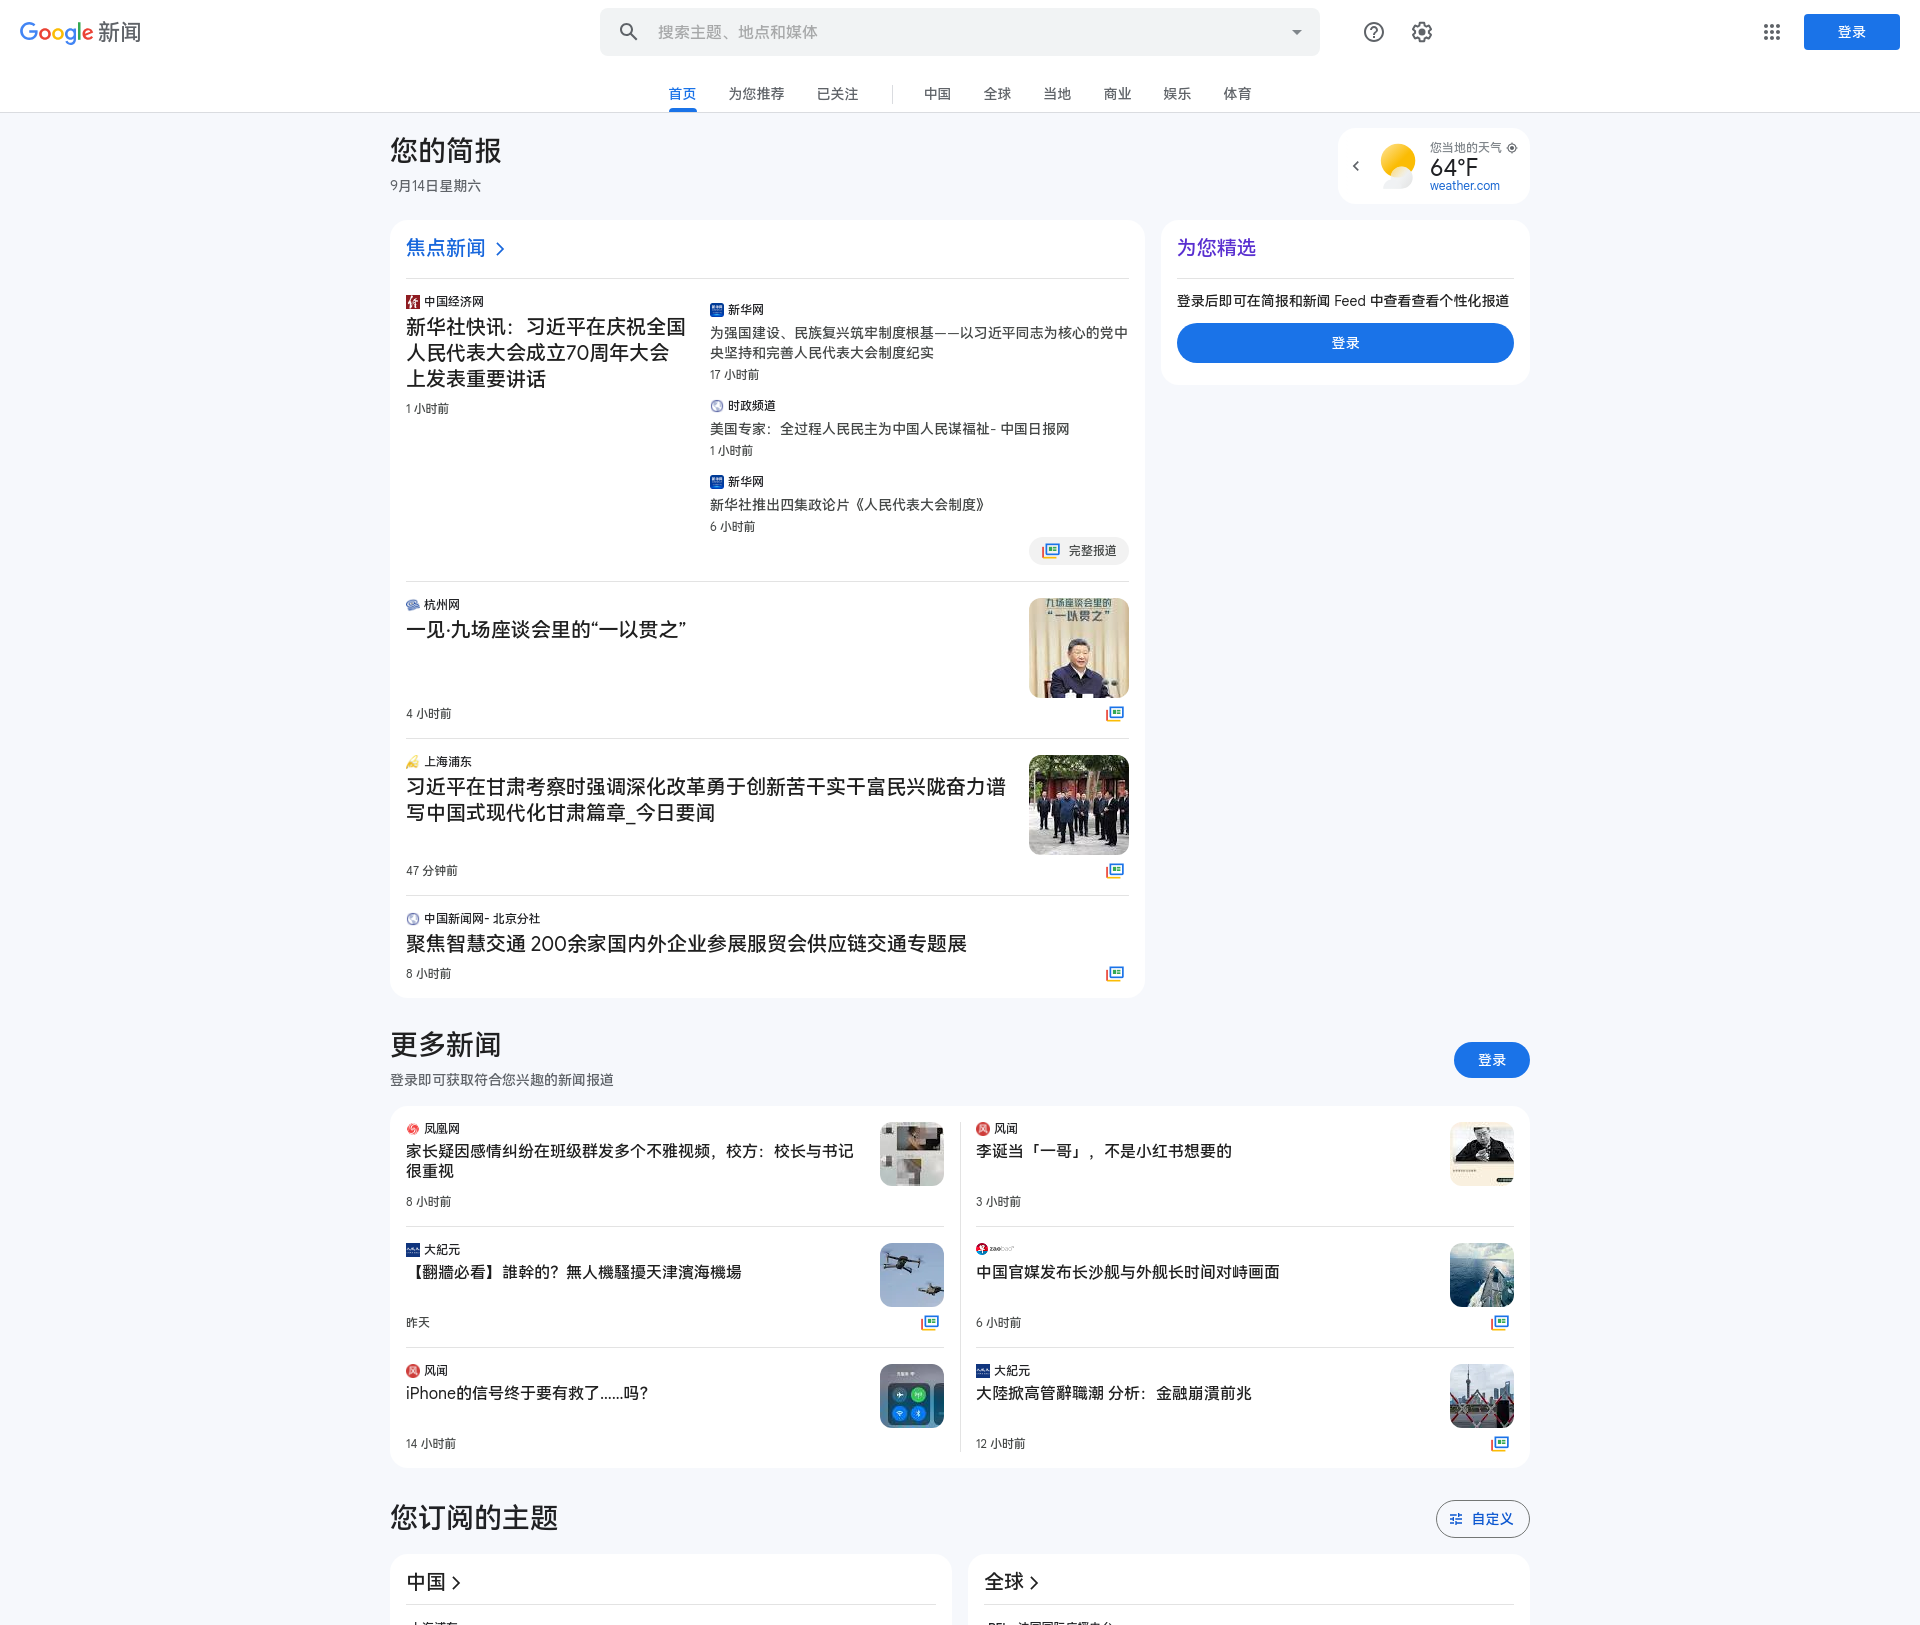 Google 新闻
搜索主题、地点和媒体
登录
首页
为您推荐
已关注
中国
全球
当地
商业
娱乐
体育
您的简报
9月14日星期六
您当地的天气
64°F
weather.com
焦点新闻
中国经济网
新华社快讯：习近平在庆祝全国
人民代表大会成立70周年大会
上发表重要讲话
1 小时前
新华网
为强国建设、民族复兴筑牢制度根基——以习近平同志为核心的党中
央坚持和完善人民代表大会制度纪实
17 小时前
时政频道
美国专家：全过程人民民主为中国人民谋福祉- 中国日报网
1 小时前
新华网
新华社推出四集政论片《人民代表大会制度》
6 小时前
完整报道
杭州网
一见·九场座谈会里的“一以贯之”
九场座谈会里的
“一以贯之”
4 小时前
上海浦东
习近平在甘肃考察时强调深化改革勇于创新苦干实干富民兴陇奋力谱
写中国式现代化甘肃篇章_今日要闻
47 分钟前
中国新闻网- 北京分社
聚焦智慧交通 200余家国内外企业参展服贸会供应链交通专题展
8 小时前
为您精选
登录后即可在简报和新闻 Feed 中查看查看个性化报道
登录
更多新闻
登录即可获取符合您兴趣的新闻报道
登录
凤凰网
家长疑因感情纠纷在班级群发多个不雅视频，校方：校长与书记
很重视
8 小时前
大紀元
【翻牆必看】誰幹的？無人機騷擾天津濱海機場
昨天
风闻
iPhone的信号终于要有救了……吗？
14 小时前
风闻
李诞当「一哥」，不是小红书想要的
3 小时前
zaobao
中国官媒发布长沙舰与外舰长时间对峙画面
6 小时前
大紀元
大陸掀高管辭職潮 分析：金融崩潰前兆
12 小时前
您订阅的主题
自定义
中国
全球